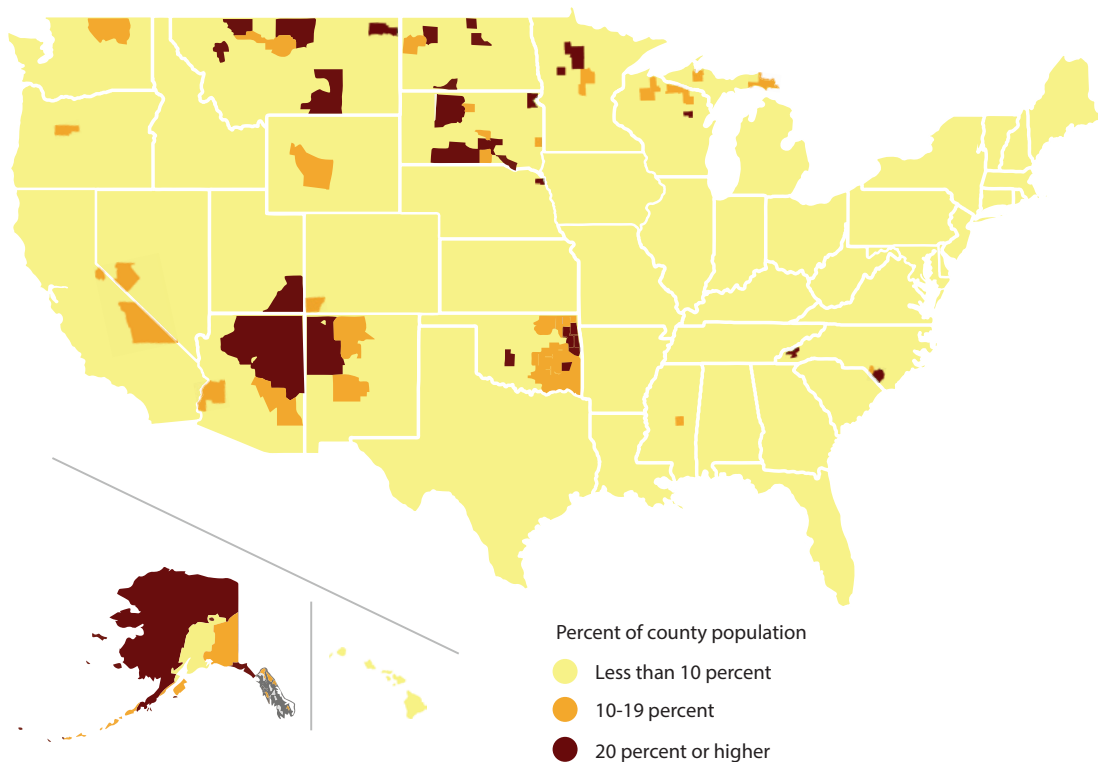 Percent of county population
Less than 10 percent
10-19 percent
20 percent or higher